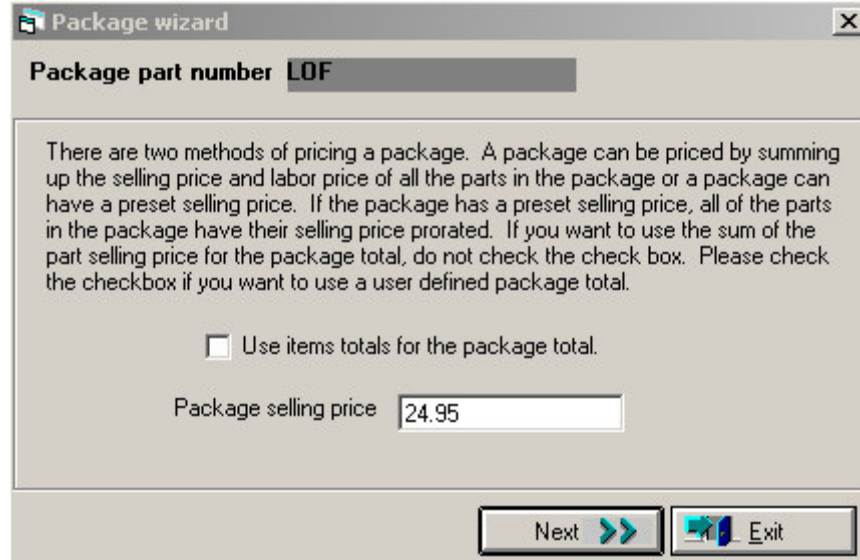 Package wizard
Package part number LOF
There are two methods of pricing a package. A package can be priced by summing
up the selling price and labor price of all the parts in the package or a package can
have a preset selling price. If the package has a preset selling price, all of the parts
in the package have their selling price prorated. If you want to use the sum of the
part selling price for the package total, do not check the check box. Please check
the checkbox if you want to use a user defined package total.
Use items totals for the package total.
Package selling price 24.95
Next Exit